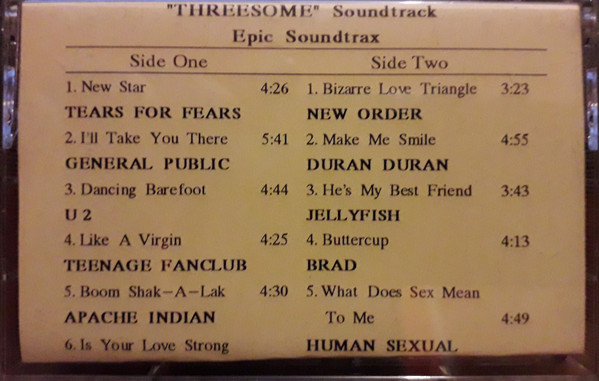 "THREESOME" Soundtrack
Epic Soundtrax
Side One
1. New Star 4:26
TEARS FOR FEARS
2. I'll Take You There 5:41
GENERAL PUBLIC
3. Dancing Barefoot 4:44
U 2
4. Like A Virgin 4:25
TEENAGE FANCLUB
5. Boom Shak-A-Lak 4:30
APACHE INDIAN
6. Is Your Love Strong
Side Two
1. Bizarre Love Triangle 3:23
NEW ORDER
2. Make Me Smile 4:55
DURAN DURAN
3. He's My Best Friend 3:43
JELLYFISH
4. Buttercup 4:13
BRAD
5. What Does Sex Mean
To Me 4:49
HUMAN SEXUAL